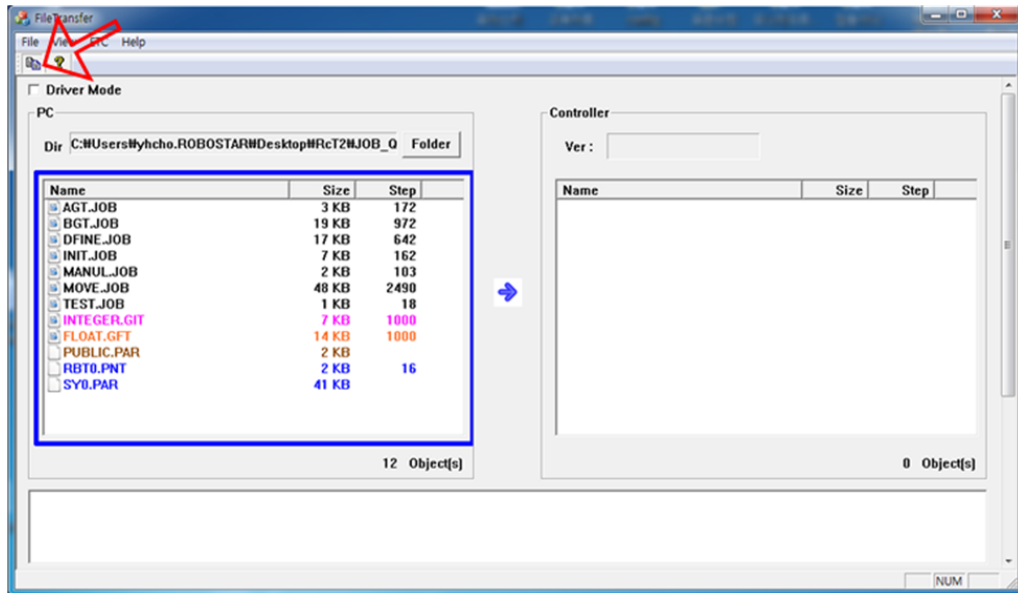 FileTransfer
File View ETC Help
Driver Mode
PC
Dir C:₩Users₩yhcho.ROBOSTAR₩Desktop₩RcT2₩JOB_Q Folder
Name Size Step
AGT.JOB 3 KB 172
BGT.JOB 19 KB 972
DFINE.JOB 17 KB 642
INIT.JOB 7 KB 162
MANUL.JOB 2 KB 103
MOVE.JOB 48 KB 2490
TEST.JOB 1 KB 18
INTEGER.GIT 7 KB 1000
FLOAT.GFT 14 KB 1000
PUBLIC.PAR 2 KB
RBT0.PNT 2 KB 16
SY0.PAR 41 KB
12 Object(s)
Controller
Ver :
Name Size Step
0 Object(s)
NUM